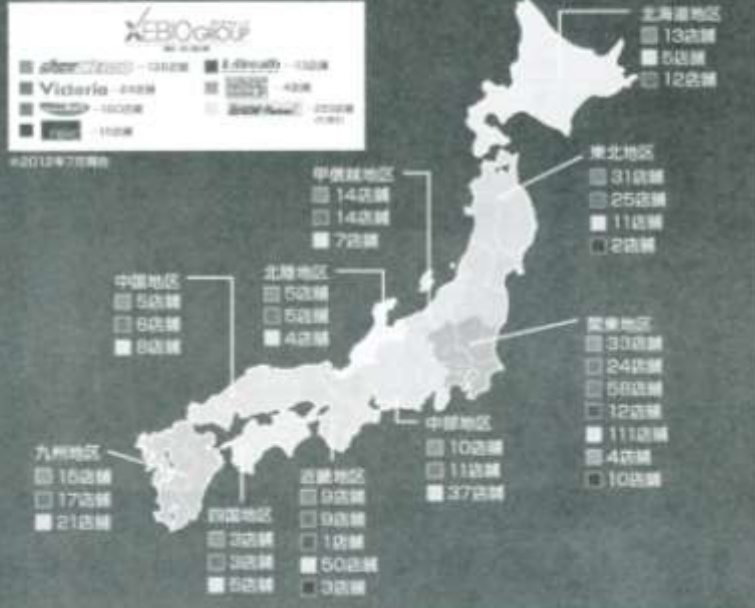 XEBIO GROUP
Victoria
※2012年7月現在
北海道地区
13店舗
5店舗
12店舗
東北地区
31店舗
25店舗
11店舗
2店舗
甲信越地区
14店舗
14店舗
7店舗
北陸地区
5店舗
5店舗
4店舗
中国地区
5店舗
6店舗
8店舗
関東地区
33店舗
24店舗
58店舗
12店舗
111店舗
4店舗
10店舗
中部地区
10店舗
11店舗
37店舗
九州地区
15店舗
17店舗
21店舗
四国地区
3店舗
3店舗
5店舗
近畿地区
9店舗
9店舗
1店舗
50店舗
3店舗